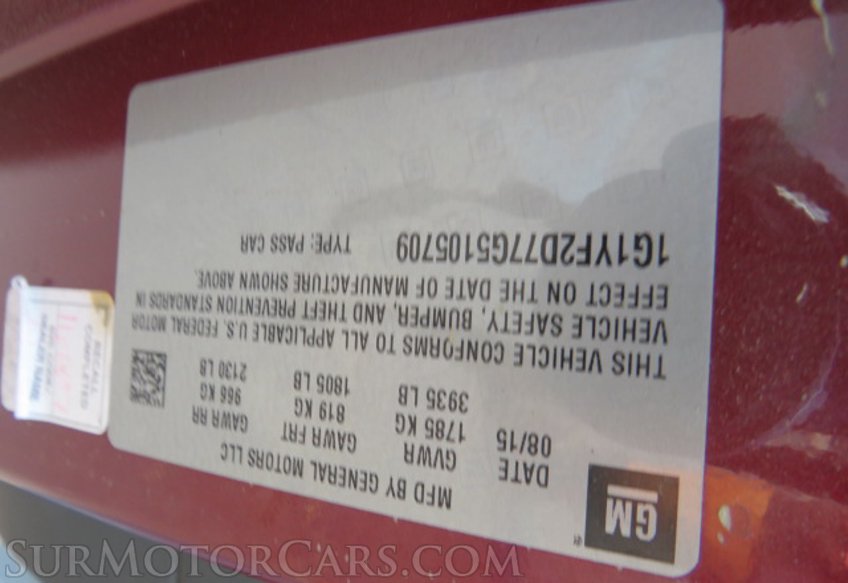 GM
MFD BY GENERAL MOTORS LLC
DATE GVWR GAWR FRT GAWR RR
08/15 1785 KG 819 KG 966 KG
3935 LB 1805 LB 2130 LB
THIS VEHICLE CONFORMS TO ALL APPLICABLE U.S. FEDERAL MOTOR
VEHICLE SAFETY, BUMPER, AND THEFT PREVENTION STANDARDS IN
EFFECT ON THE DATE OF MANUFACTURE SHOWN ABOVE.
1G1YF2D77G5105709 TYPE: PASS CAR
RECALL
COMPLETED
SURMOTORCARS.COM